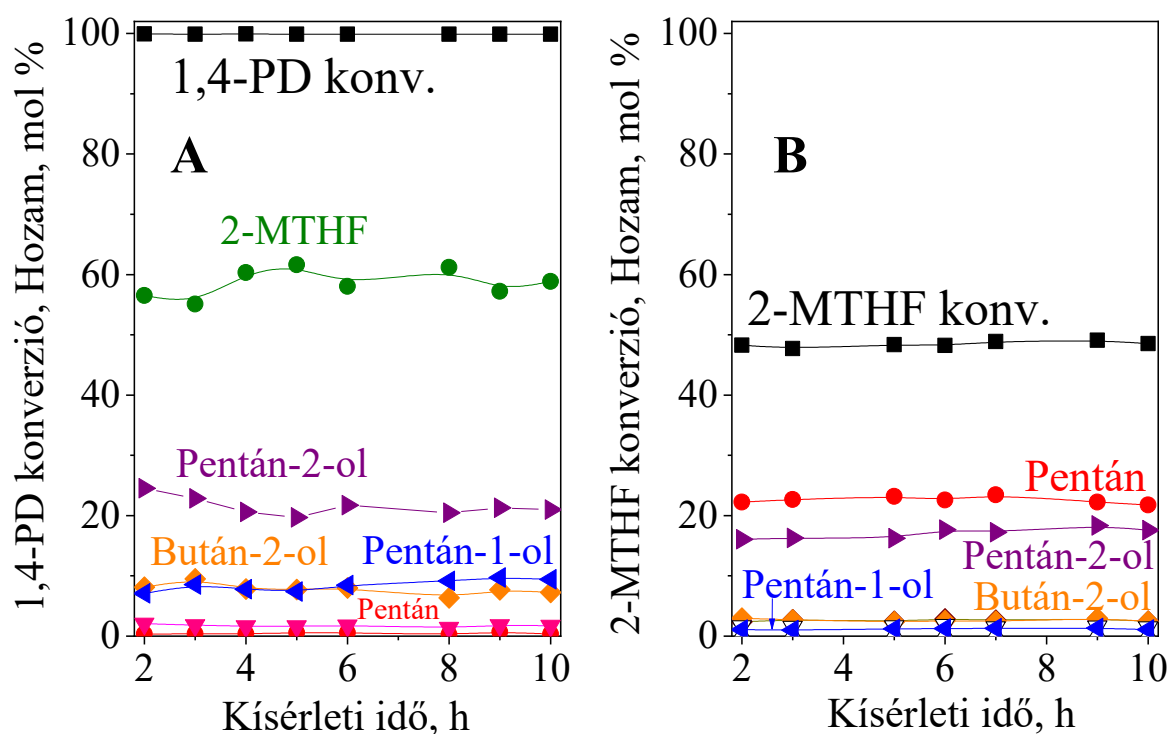 1,4-PD konverzió, Hozam, mol %
100
80
60
40
20
0
1,4-PD konv.
A
2-MTHF
Pentán-2-ol
Bután-2-ol
Pentán-1-ol
Pentán
2
4
6
8
10
Kísérleti idő, h
2-MTHF konverzió, Hozam, mol %
100
80
60
40
20
0
B
2-MTHF konv.
Pentán
Pentán-2-ol
Pentán-1-ol
Bután-2-ol
2
4
6
8
10
Kísérleti idő, h